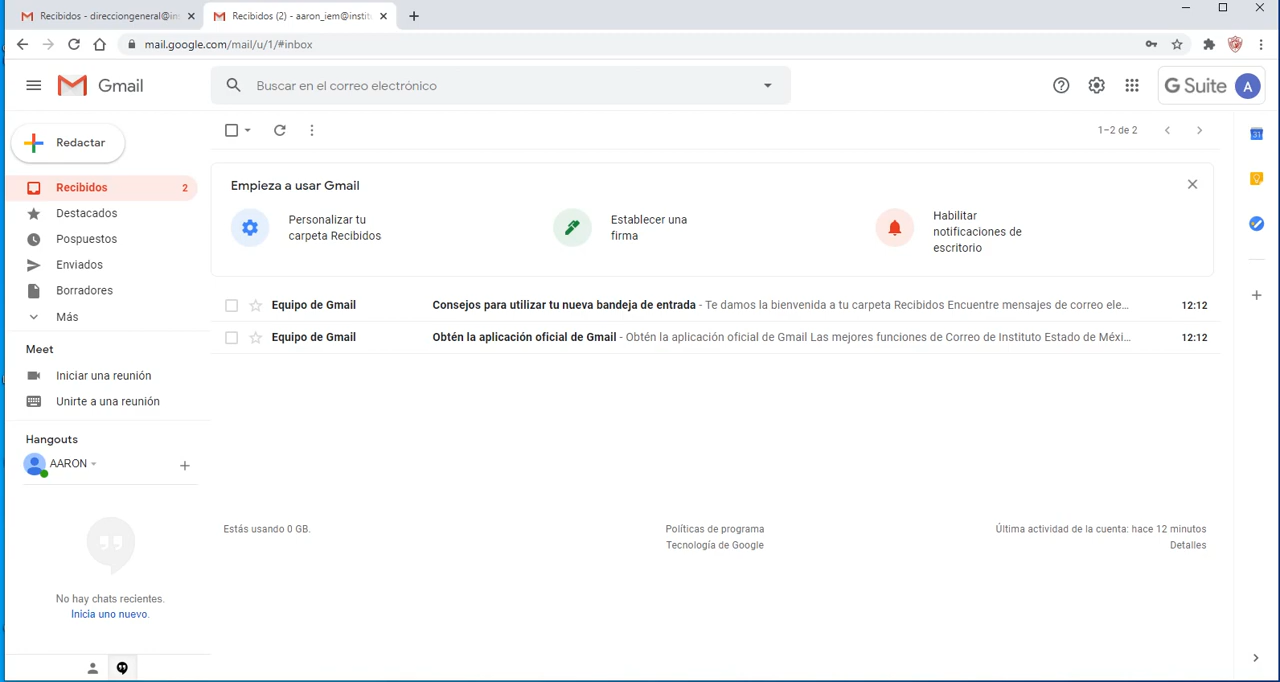 Recibidos - direcciongeneral@im
Recibidos (2) - aaron_iem@instit
mail.google.com/mail/u/1/#inbox
Gmail
Buscar en el correo electrónico
G Suite
A
Redactar
1–2 de 2
31
Recibidos 2
Destacados
Pospuestos
Enviados
Borradores
Más
Empieza a usar Gmail
Personalizar tu
carpeta Recibidos
Establecer una
firma
Habilitar
notificaciones de
escritorio
Equipo de Gmail Consejos para utilizar tu nueva bandeja de entrada - Te damos la bienvenida a tu carpeta Recibidos Encuentre mensajes de correo ele... 12:12
Equipo de Gmail Obtén la aplicación oficial de Gmail - Obtén la aplicación oficial de Gmail Las mejores funciones de Correo de Instituto Estado de Méxi... 12:12
Meet
Iniciar una reunión
Unirte a una reunión
Hangouts
AARON
No hay chats recientes.
Inicia uno nuevo.
Estás usando 0 GB.
Políticas de programa
Tecnología de Google
Última actividad de la cuenta: hace 12 minutos
Detalles